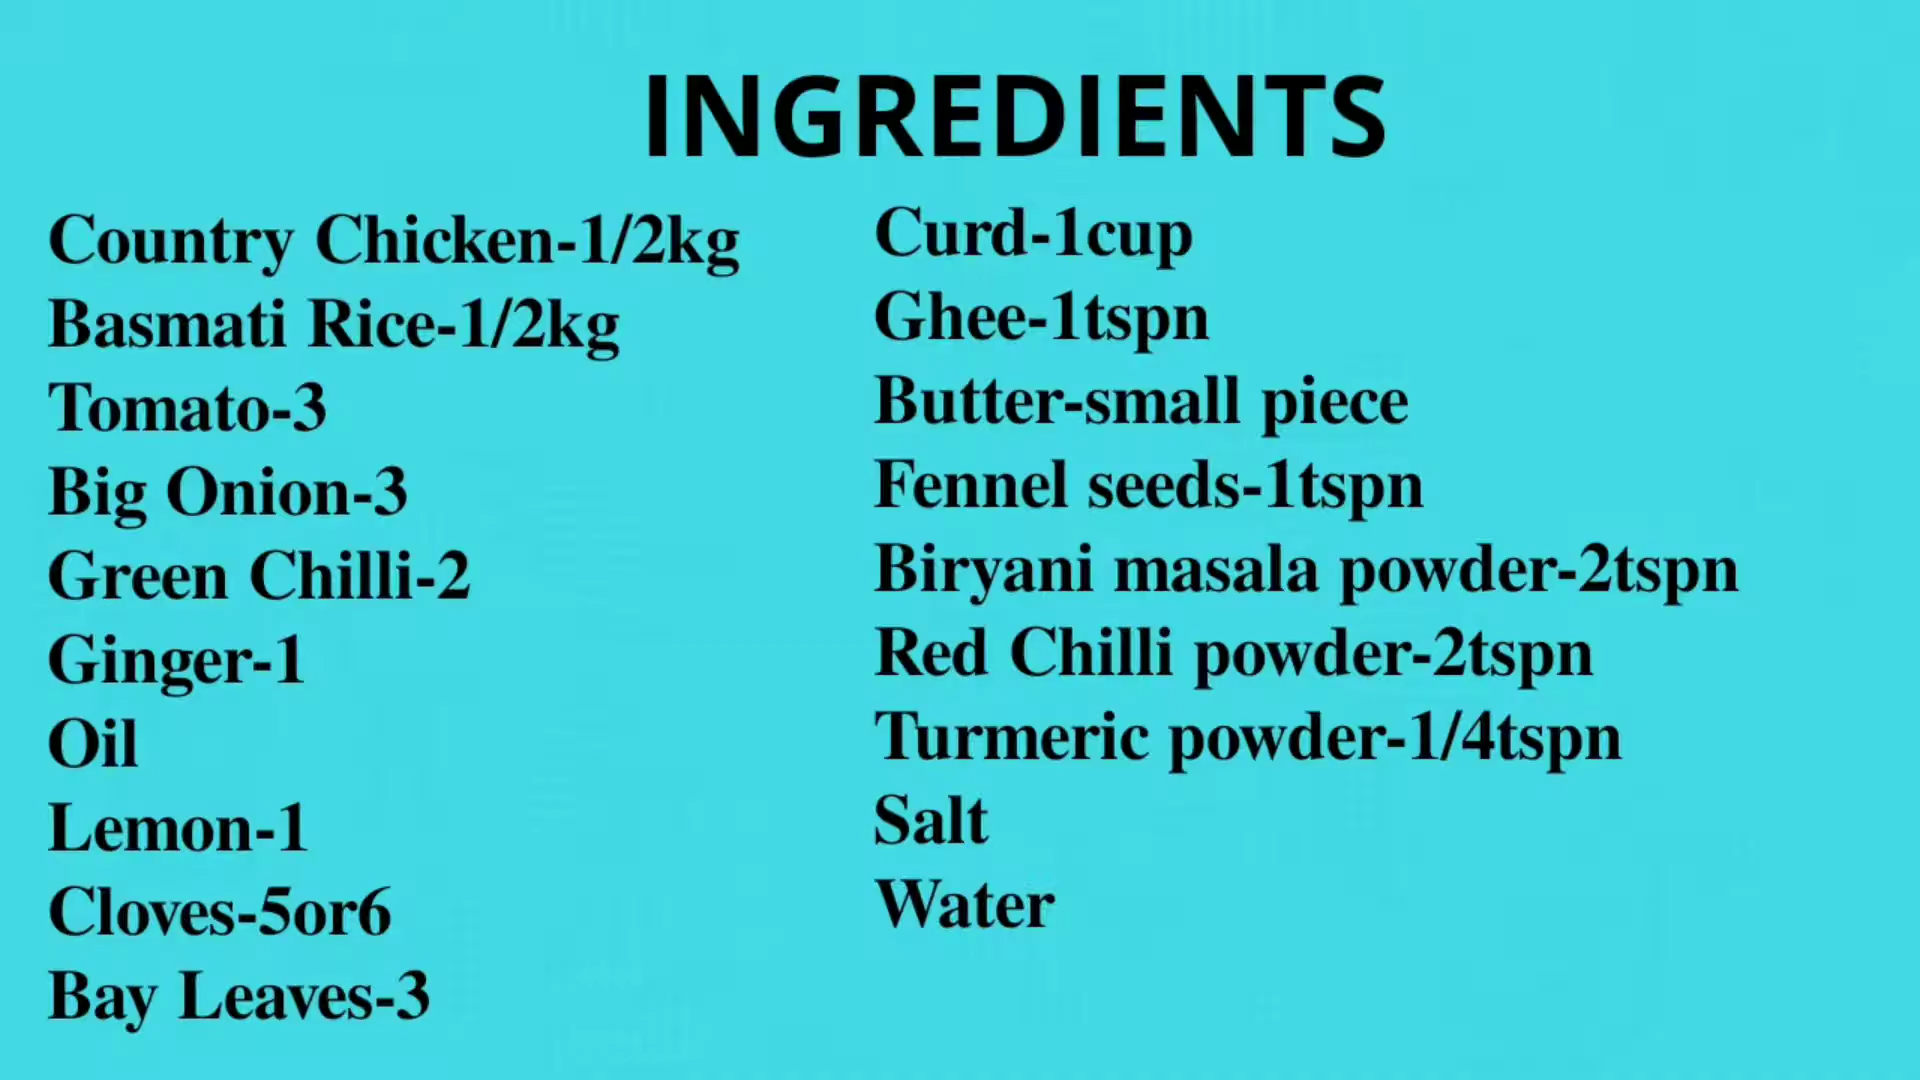 INGREDIENTS
Country Chicken-1/2kg
Basmati Rice-1/2kg
Tomato-3
Big Onion-3
Green Chilli-2
Ginger-1
Oil
Lemon-1
Cloves-5or6
Bay Leaves-3
Curd-1cup
Ghee-1tspn
Butter-small piece
Fennel seeds-1tspn
Biryani masala powder-2tspn
Red Chilli powder-2tspn
Turmeric powder-1/4tspn
Salt
Water